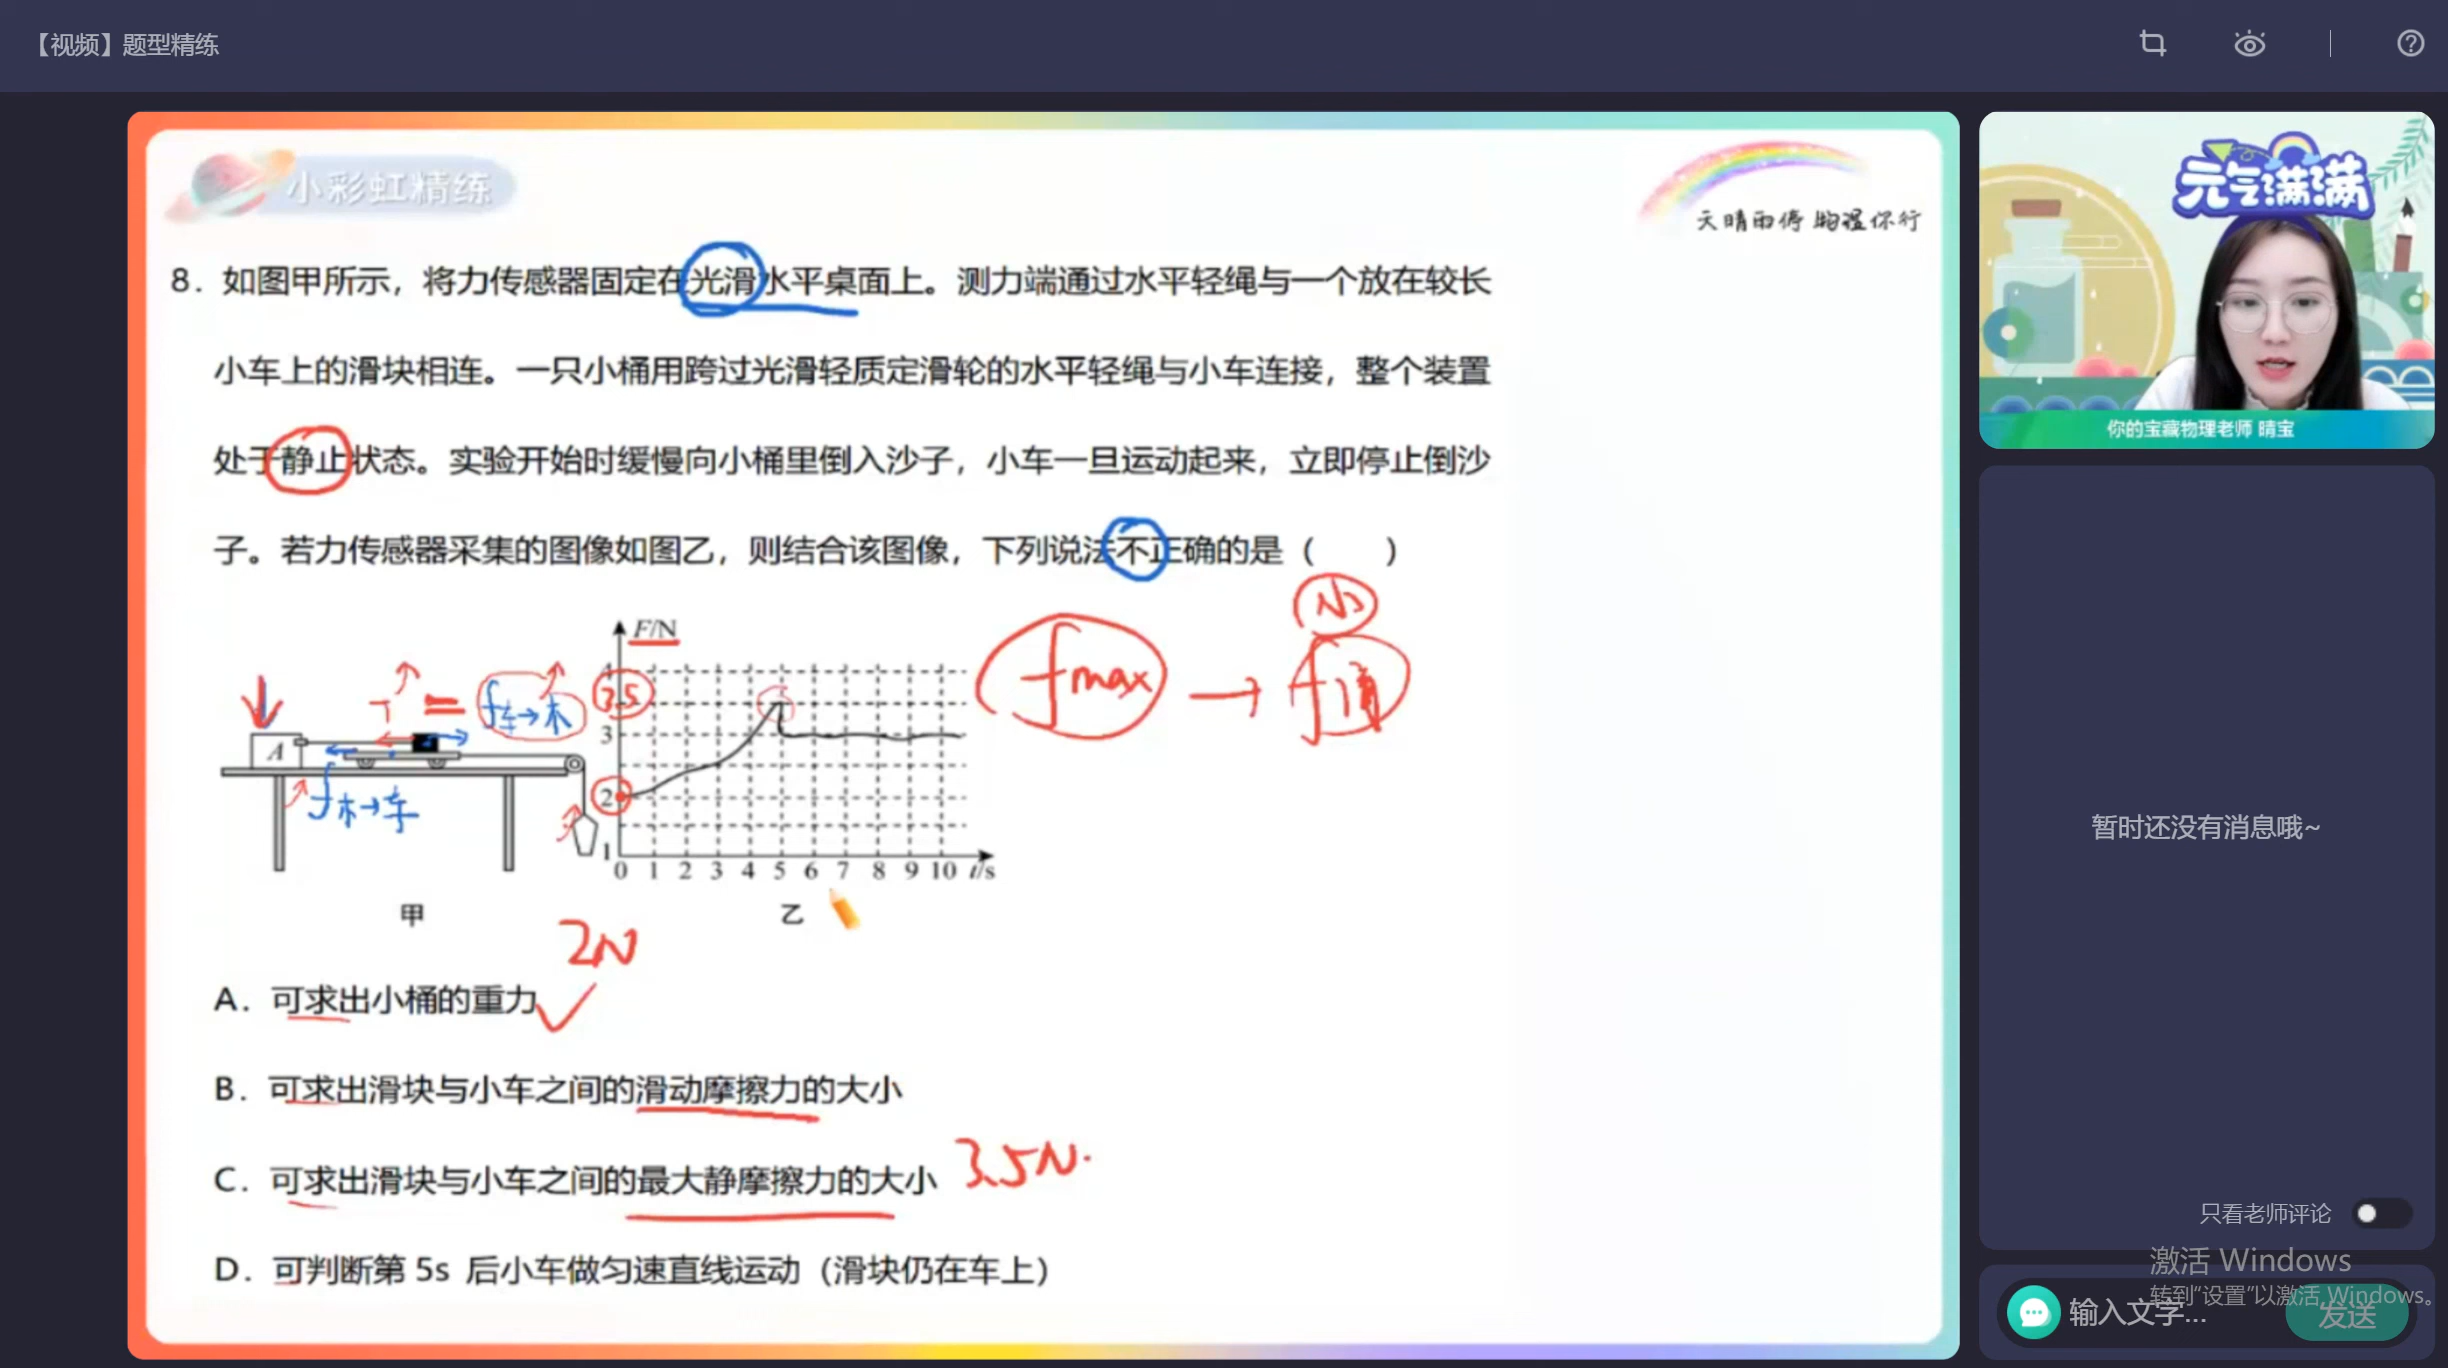 【视频】题型精练
小彩虹精练
天晴雨停 物理你行
8. 如图甲所示，将力传感器固定在光滑水平桌面上。测力端通过水平轻绳与一个放在较长
小车上的滑块相连。一只小桶用跨过光滑轻质定滑轮的水平轻绳与小车连接，整个装置
处于静止状态。实验开始时缓慢向小桶里倒入沙子，小车一旦运动起来，立即停止倒沙
子。若力传感器采集的图像如图乙，则结合该图像，下列说法不正确的是（ ）
F/N
4
3.5
3
2
1
0 1 2 3 4 5 6 7 8 9 10 t/s
A
T = f车→木
f木→车
fmax → f滑
甲
乙
2N
A. 可求出小桶的重力
B. 可求出滑块与小车之间的滑动摩擦力的大小
C. 可求出滑块与小车之间的最大静摩擦力的大小 3.5N.
D. 可判断第 5s 后小车做匀速直线运动（滑块仍在车上）
元气满满
你的宝藏物理老师 晴宝
暂时还没有消息哦~
只看老师评论
激活 Windows
转到“设置”以激活 Windows。
输入文字...
发送